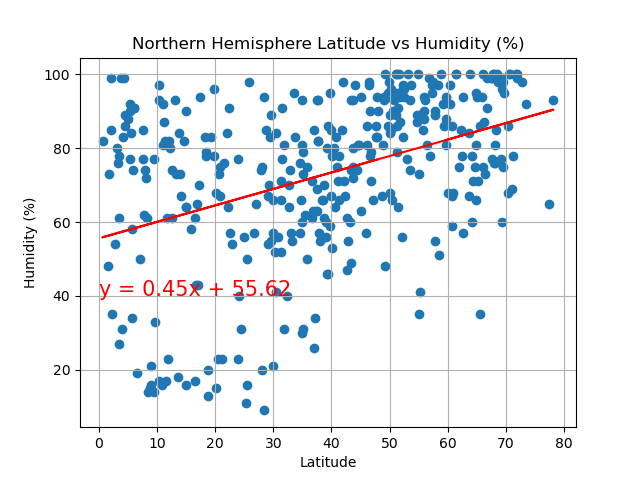 Northern Hemisphere Latitude vs Humidity (%)
100
80
60
40
20
Humidity (%)
y = 0.45x + 55.62
0 10 20 30 40 50 60 70 80
Latitude